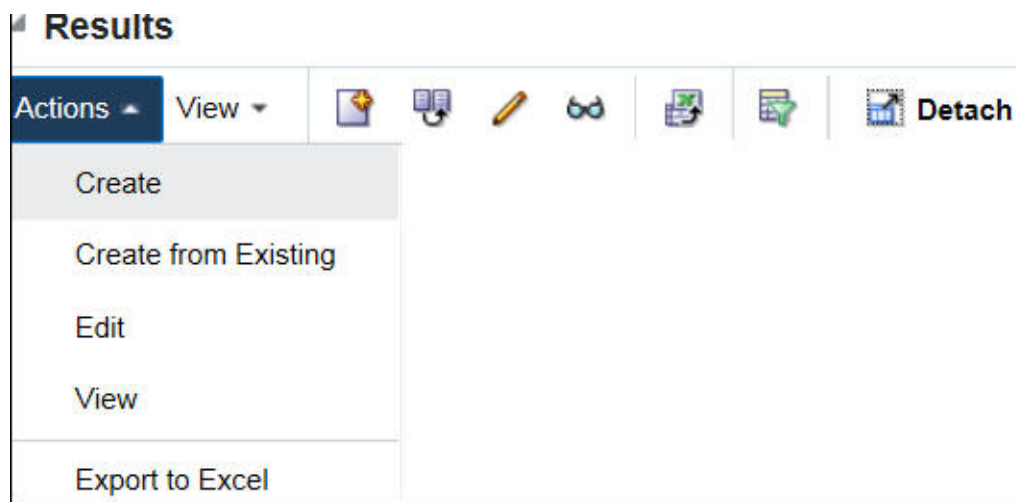 Results
Actions View Detach
Create
Create from Existing
Edit
View
Export to Excel